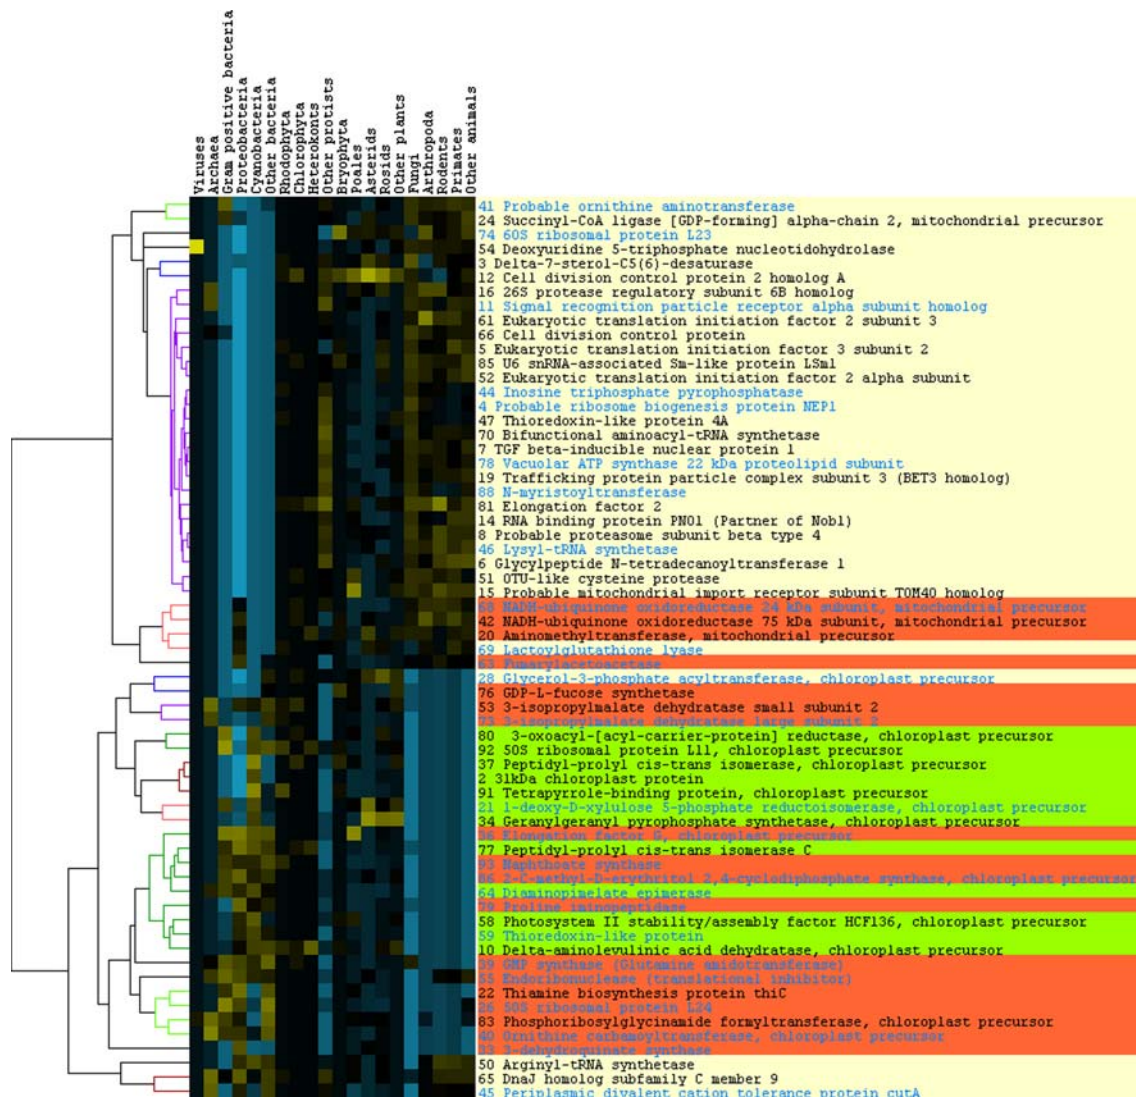 Viruses
Archaea
Gram positive bacteria
Proteobacteria
Cyanobacteria
Other bacteria
Rhodophyta
Chlorophyta
Heterokonts
Other protists
Bryophyta
Poales
Asterids
Rosids
Other plants
Fungi
Arthropoda
Rodents
Primates
Other animals
41 Probable ornithine aminotransferase
24 Succinyl-CoA ligase [GDP-forming] alpha-chain 2, mitochondrial precursor
74 60S ribosomal protein L23
54 Deoxyuridine 5-triphosphate nucleotidohydrolase
3 Delta-7-sterol-C5(6)-desaturase
12 Cell division control protein 2 homolog A
16 26S protease regulatory subunit 6B homolog
11 Signal recognition particle receptor alpha subunit homolog
61 Eukaryotic translation initiation factor 2 subunit 3
66 Cell division control protein
5 Eukaryotic translation initiation factor 3 subunit 2
85 U6 snRNA-associated Sm-like protein LSm1
52 Eukaryotic translation initiation factor 2 alpha subunit
44 Inosine triphosphate pyrophosphatase
4 Probable ribosome biogenesis protein NEP1
47 Thioredoxin-like protein 4A
70 Bifunctional aminoacyl-tRNA synthetase
7 TGF beta-inducible nuclear protein 1
78 Vacuolar ATP synthase 22 kDa proteolipid subunit
19 Trafficking protein particle complex subunit 3 (BET3 homolog)
88 N-myristoyltransferase
81 Elongation factor 2
14 RNA binding protein PNO1 (Partner of Nob1)
8 Probable proteasome subunit beta type 4
46 Lysyl-tRNA synthetase
6 Glycylpeptide N-tetradecanoyltransferase 1
51 OTU-like cysteine protease
15 Probable mitochondrial import receptor subunit TOM40 homolog
68 NADH-ubiquinone oxidoreductase 24 kDa subunit, mitochondrial precursor
42 NADH-ubiquinone oxidoreductase 75 kDa subunit, mitochondrial precursor
20 Aminomethyltransferase, mitochondrial precursor
69 Lactoylglutathione lyase
63 Fumarylacetoacetase
28 Glycerol-3-phosphate acyltransferase, chloroplast precursor
76 GDP-L-fucose synthetase
53 3-isopropylmalate dehydratase small subunit 2
73 3-isopropylmalate dehydratase large subunit 2
80 3-oxoacyl-[acyl-carrier-protein] reductase, chloroplast precursor
92 50S ribosomal protein L11, chloroplast precursor
37 Peptidyl-prolyl cis-trans isomerase, chloroplast precursor
2 31kDa chloroplast protein
91 Tetrapyrrole-binding protein, chloroplast precursor
21 1-deoxy-D-xylulose 5-phosphate reductoisomerase, chloroplast precursor
34 Geranylgeranyl pyrophosphate synthetase, chloroplast precursor
36 Elongation factor G, chloroplast precursor
77 Peptidyl-prolyl cis-trans isomerase C
93 Naphthoate synthase
86 2-C-methyl-D-erythritol 2,4-cyclodiphosphate synthase, chloroplast precursor
64 Diaminopimelate epimerase
79 Proline iminopeptidase
58 Photosystem II stability/assembly factor HCF136, chloroplast precursor
59 Thioredoxin-like protein
10 Delta-aminolevulinic acid dehydratase, chloroplast precursor
39 GMP synthase (Glutamine amidotransferase)
55 Endoribonuclease (translational inhibitor)
22 Thiamine biosynthesis protein thiC
26 50S ribosomal protein L24
83 Phosphoribosylglycinamide formyltransferase, chloroplast precursor
40 Ornithine carbamoyltransferase, chloroplast precursor
33 3-dehydroquinate synthase
50 Arginyl-tRNA synthetase
65 DnaJ homolog subfamily C member 9
45 Periplasmic divalent cation tolerance protein cutA